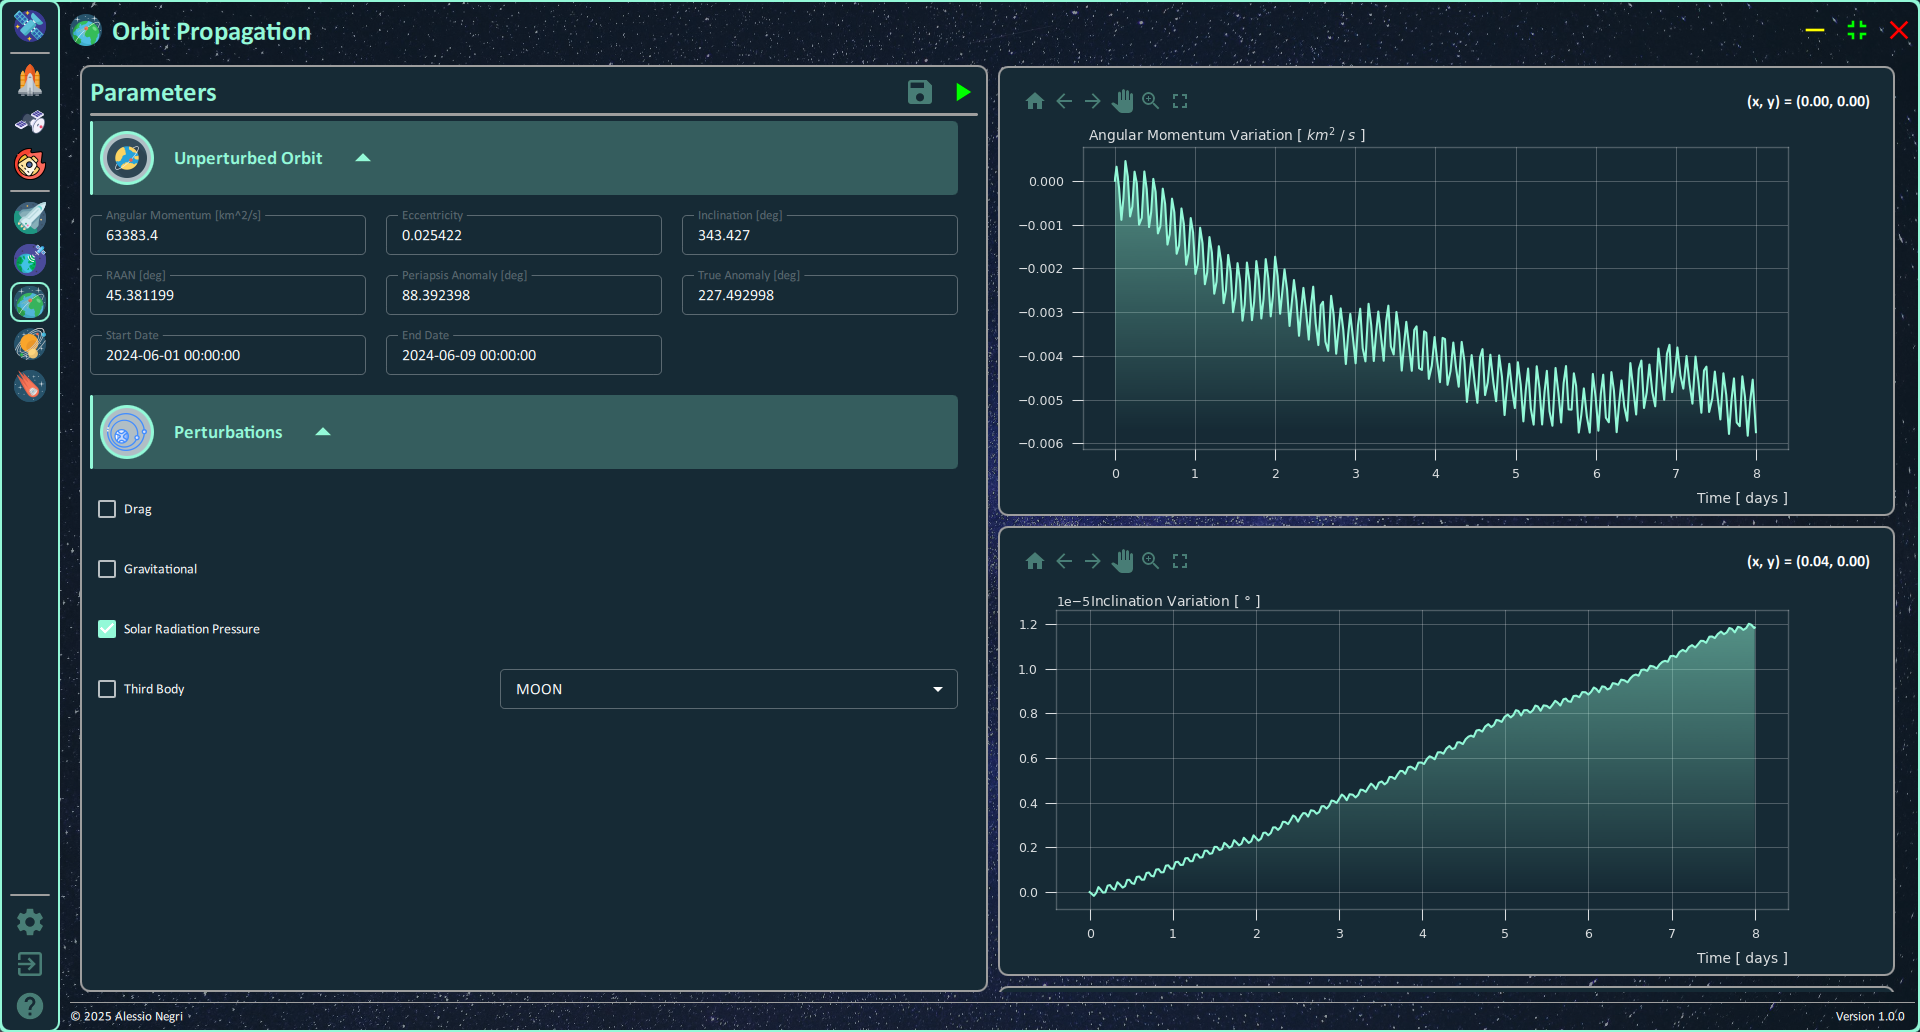 Orbit Propagation
Parameters
Unperturbed Orbit
Angular Momentum [km^2/s]
63383.4
Eccentricity
0.025422
Inclination [deg]
343.427
RAAN [deg]
45.381199
Periapsis Anomaly [deg]
88.392398
True Anomaly [deg]
227.492998
Start Date
2024-06-01 00:00:00
End Date
2024-06-09 00:00:00
Perturbations
Drag
Gravitational
Solar Radiation Pressure
Third Body
MOON
(x, y) = (0.00, 0.00)
Angular Momentum Variation [ km² / s ]
0.000
−0.001
−0.002
−0.003
−0.004
−0.005
−0.006
0 1 2 3 4 5 6 7 8
Time [ days ]
(x, y) = (0.04, 0.00)
1e−5 Inclination Variation [ ° ]
1.2
1.0
0.8
0.6
0.4
0.2
0.0
0 1 2 3 4 5 6 7 8
Time [ days ]
© 2025 Alessio Negri
Version 1.0.0